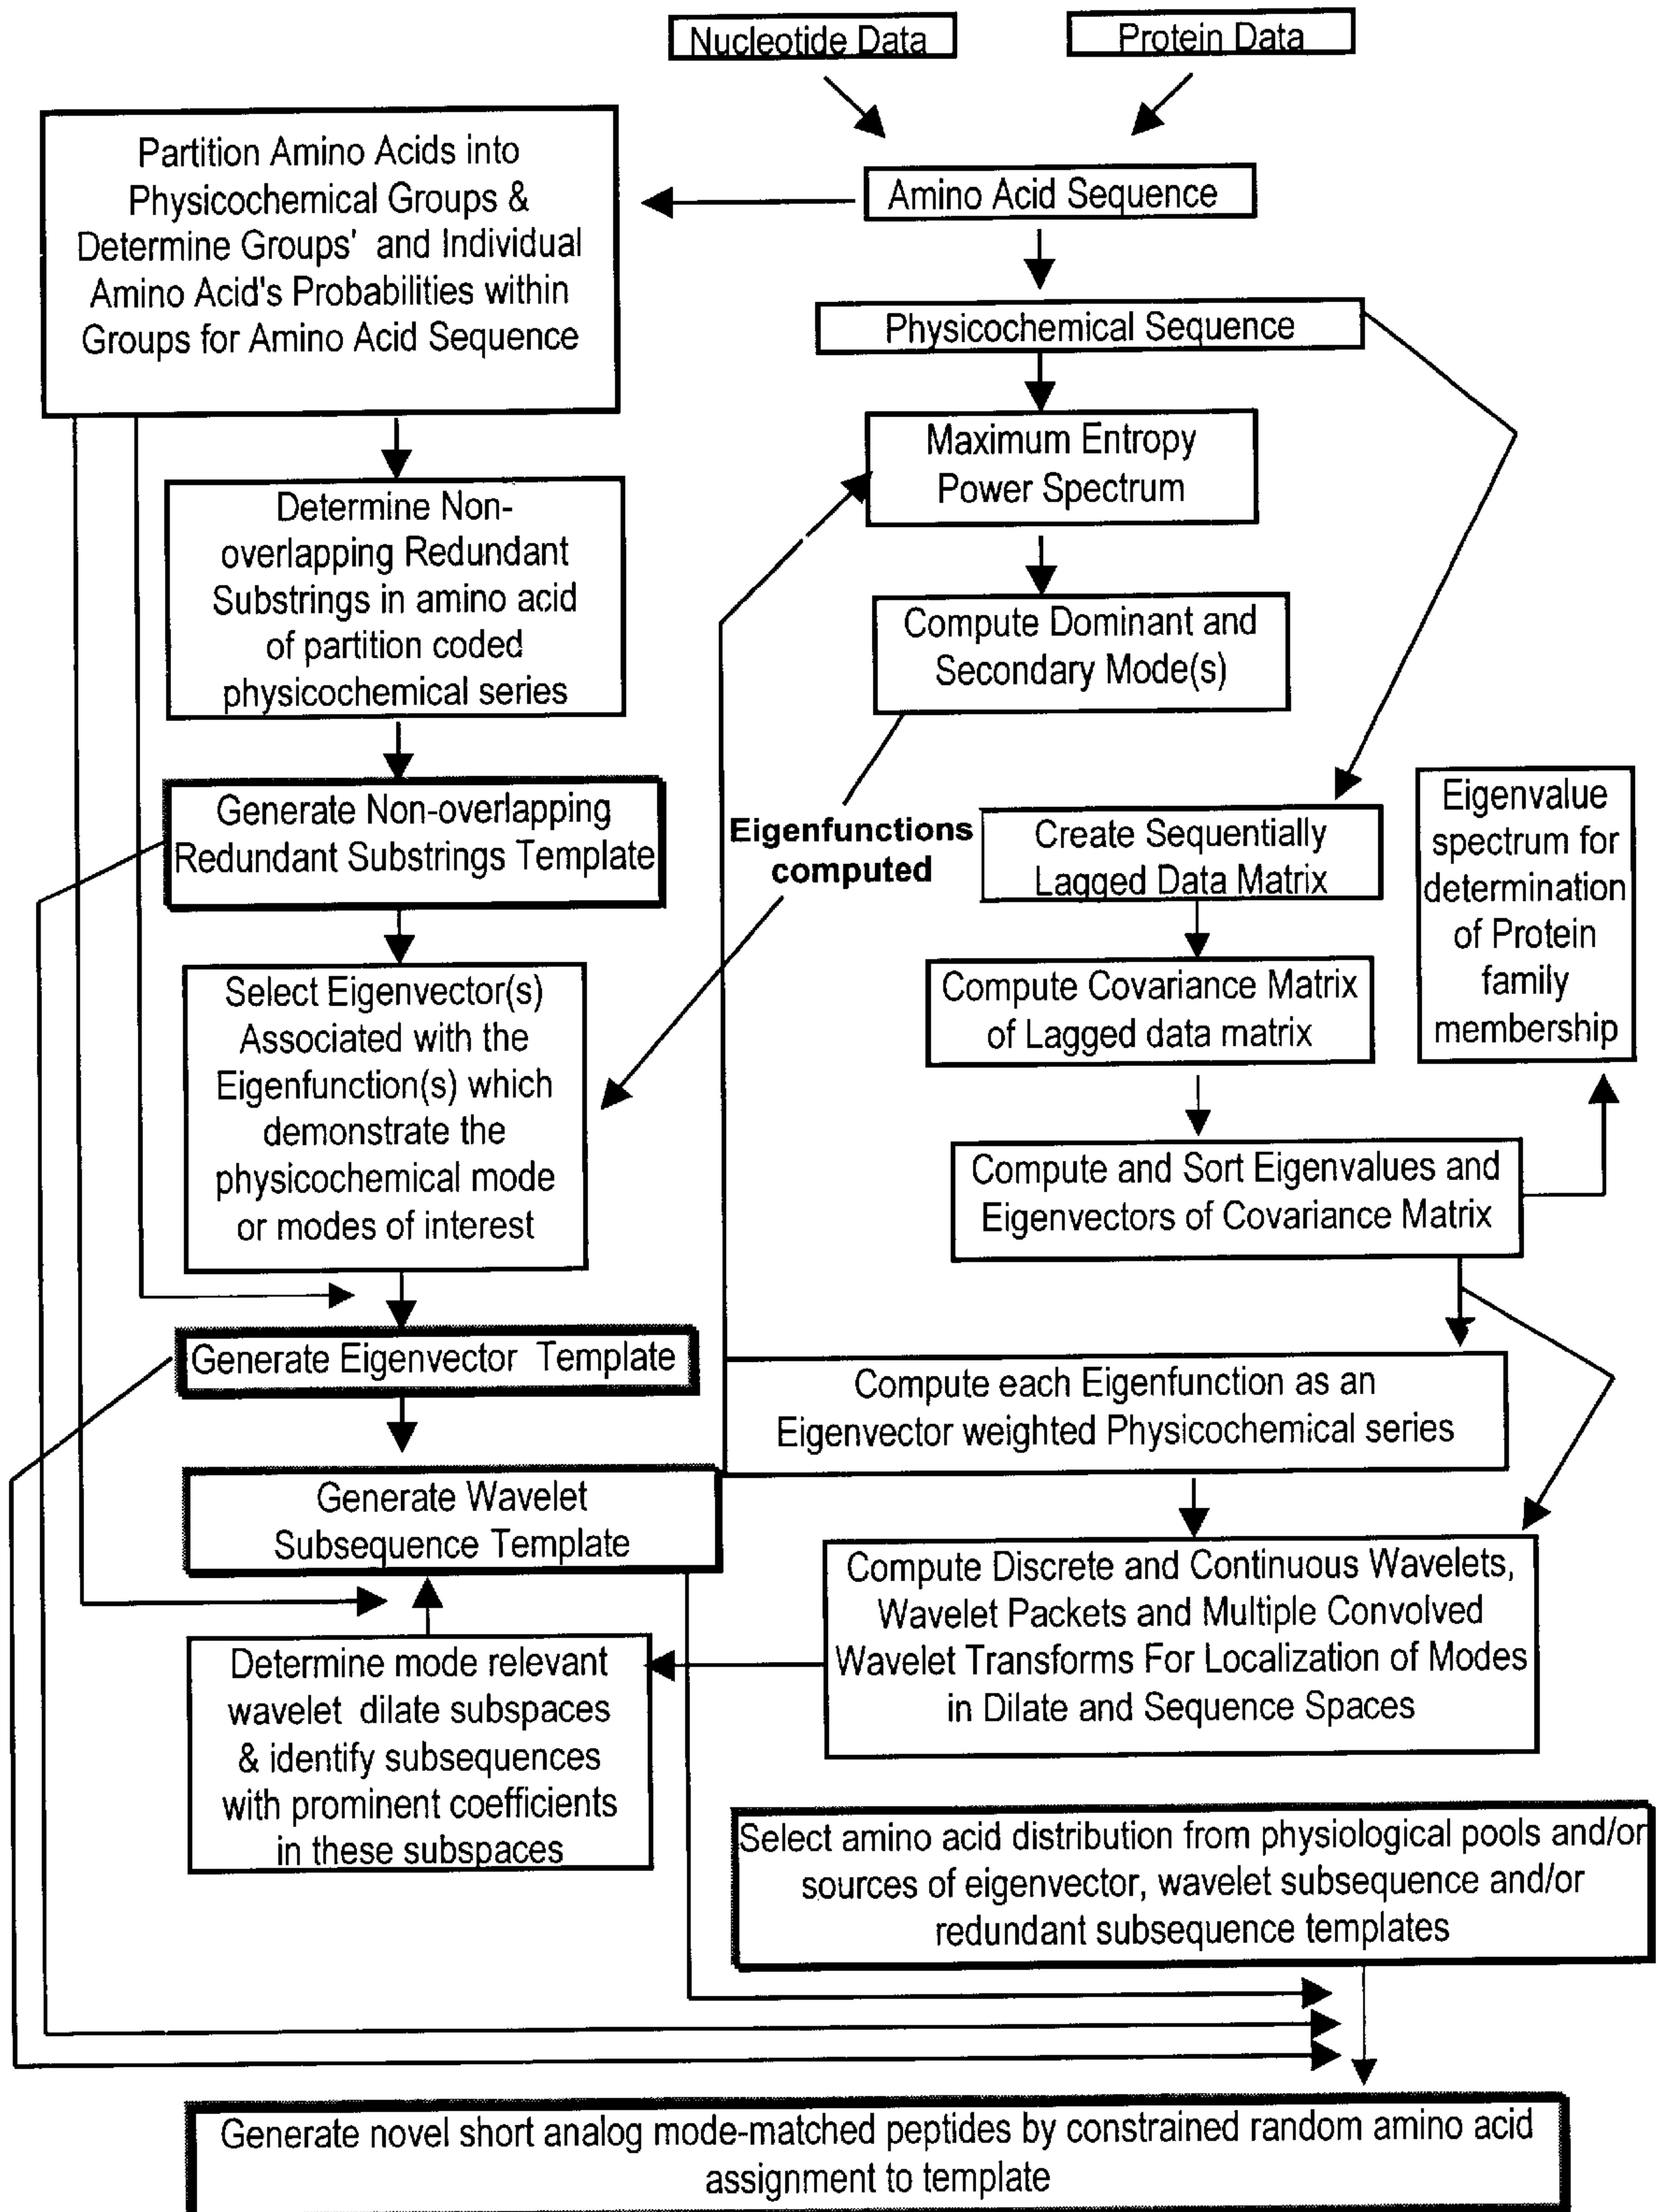 Nucleotide Data
Protein Data
Partition Amino Acids into
Physicochemical Groups &
Determine Groups' and Individual
Amino Acid's Probabilities within
Groups for Amino Acid Sequence
Amino Acid Sequence
Physicochemical Sequence
Maximum Entropy
Power Spectrum
Determine Non-
overlapping Redundant
Substrings in amino acid
of partition coded
physicochemical series
Compute Dominant and
Secondary Mode(s)
Generate Non-overlapping
Redundant Substrings Template
Eigenfunctions
computed
Create Sequentially
Lagged Data Matrix
Eigenvalue
spectrum for
determination
of Protein
family
membership
Select Eigenvector(s)
Associated with the
Eigenfunction(s) which
demonstrate the
physicochemical mode
or modes of interest
Compute Covariance Matrix
of Lagged data matrix
Compute and Sort Eigenvalues and
Eigenvectors of Covariance Matrix
Generate Eigenvector Template
Compute each Eigenfunction as an
Eigenvector weighted Physicochemical series
Generate Wavelet
Subsequence Template
Compute Discrete and Continuous Wavelets,
Wavelet Packets and Multiple Convolved
Wavelet Transforms For Localization of Modes
in Dilate and Sequence Spaces
Determine mode relevant
wavelet dilate subspaces
& identify subsequences
with prominent coefficients
in these subspaces
Select amino acid distribution from physiological pools and/or
sources of eigenvector, wavelet subsequence and/or
redundant subsequence templates
Generate novel short analog mode-matched peptides by constrained random amino acid
assignment to template